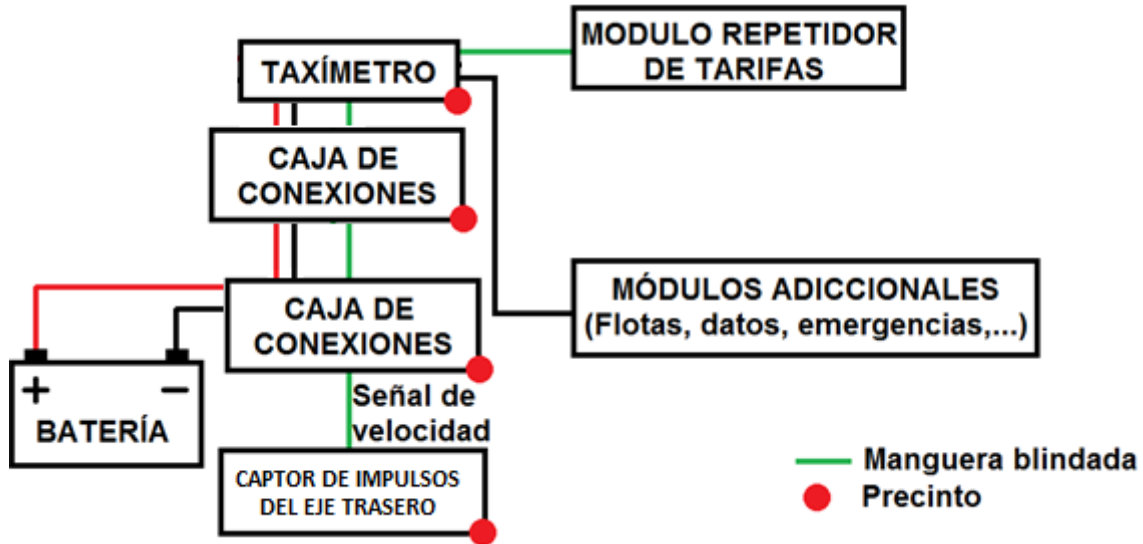 MODULO REPETIDOR
DE TARIFAS
TAXÍMETRO
CAJA DE
CONEXIONES
CAJA DE
CONEXIONES
MÓDULOS ADICCIONALES
(Flotas, datos, emergencias,...)
+ −
BATERÍA
Señal de
velocidad
CAPTOR DE IMPULSOS
DEL EJE TRASERO
Manguera blindada
Precinto